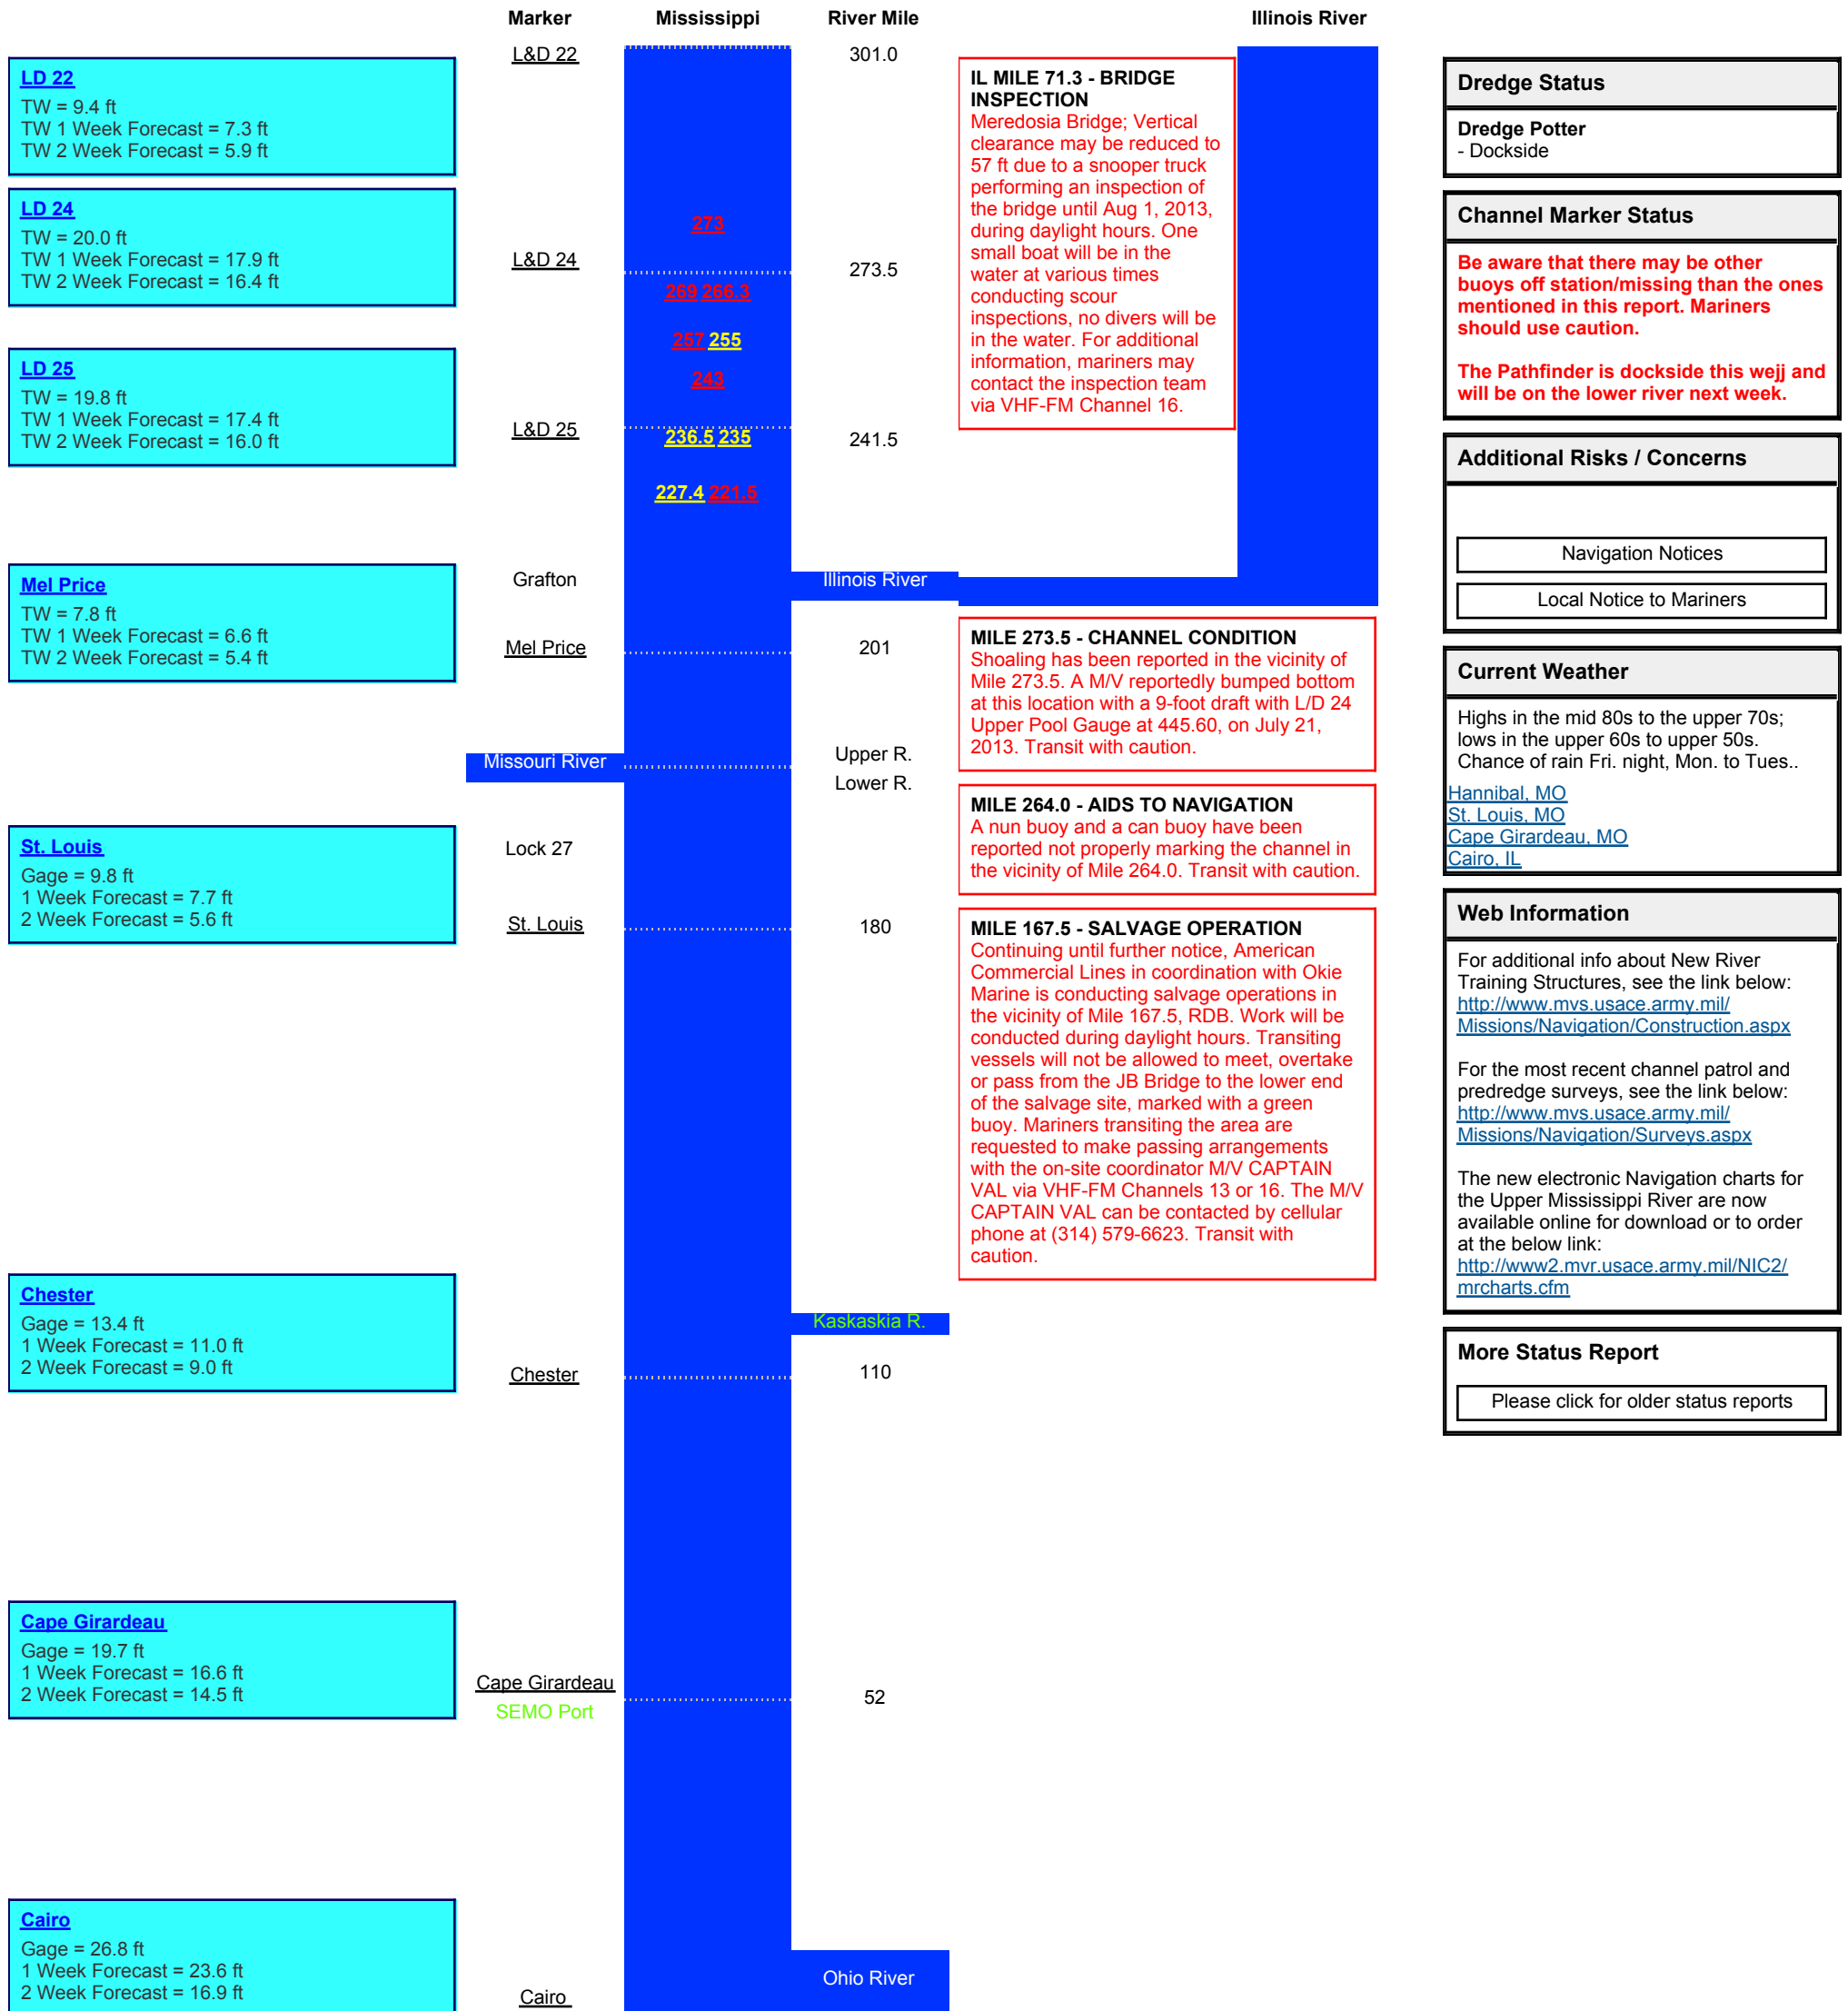 Marker Mississippi River Mile Illinois River
L&D 22 301.0
LD 22
TW = 9.4 ft
TW 1 Week Forecast = 7.3 ft
TW 2 Week Forecast = 5.9 ft
LD 24
TW = 20.0 ft
TW 1 Week Forecast = 17.9 ft
TW 2 Week Forecast = 16.4 ft
LD 25
TW = 19.8 ft
TW 1 Week Forecast = 17.4 ft
TW 2 Week Forecast = 16.0 ft
Mel Price
TW = 7.8 ft
TW 1 Week Forecast = 6.6 ft
TW 2 Week Forecast = 5.4 ft
St. Louis
Gage = 9.8 ft
1 Week Forecast = 7.7 ft
2 Week Forecast = 5.6 ft
Chester
Gage = 13.4 ft
1 Week Forecast = 11.0 ft
2 Week Forecast = 9.0 ft
Cape Girardeau
Gage = 19.7 ft
1 Week Forecast = 16.6 ft
2 Week Forecast = 14.5 ft
Cairo
Gage = 26.8 ft
1 Week Forecast = 23.6 ft
2 Week Forecast = 16.9 ft
273
L&D 24 273.5
269 266.3
257 255
243
L&D 25 241.5
236.5 235
227.4 221.5
Grafton Illinois River
Mel Price 201
Missouri River
Upper R.
Lower R.
Lock 27
St. Louis 180
Kaskaskia R.
Chester 110
Cape Girardeau 52
SEMO Port
Ohio River
Cairo
IL MILE 71.3 - BRIDGE
INSPECTION
Meredosia Bridge; Vertical
clearance may be reduced to
57 ft due to a snooper truck
performing an inspection of
the bridge until Aug 1, 2013,
during daylight hours. One
small boat will be in the
water at various times
conducting scour
inspections, no divers will be
in the water. For additional
information, mariners may
contact the inspection team
via VHF-FM Channel 16.
MILE 273.5 - CHANNEL CONDITION
Shoaling has been reported in the vicinity of
Mile 273.5. A M/V reportedly bumped bottom
at this location with a 9-foot draft with L/D 24
Upper Pool Gauge at 445.60, on July 21,
2013. Transit with caution.
MILE 264.0 - AIDS TO NAVIGATION
A nun buoy and a can buoy have been
reported not properly marking the channel in
the vicinity of Mile 264.0. Transit with caution.
MILE 167.5 - SALVAGE OPERATION
Continuing until further notice, American
Commercial Lines in coordination with Okie
Marine is conducting salvage operations in
the vicinity of Mile 167.5, RDB. Work will be
conducted during daylight hours. Transiting
vessels will not be allowed to meet, overtake
or pass from the JB Bridge to the lower end
of the salvage site, marked with a green
buoy. Mariners transiting the area are
requested to make passing arrangements
with the on-site coordinator M/V CAPTAIN
VAL via VHF-FM Channels 13 or 16. The M/V
CAPTAIN VAL can be contacted by cellular
phone at (314) 579-6623. Transit with
caution.
Dredge Status
Dredge Potter
- Dockside
Channel Marker Status
Be aware that there may be other
buoys off station/missing than the ones
mentioned in this report. Mariners
should use caution.
The Pathfinder is dockside this wejj and
will be on the lower river next week.
Additional Risks / Concerns
Navigation Notices
Local Notice to Mariners
Current Weather
Highs in the mid 80s to the upper 70s;
lows in the upper 60s to upper 50s.
Chance of rain Fri. night, Mon. to Tues..
Hannibal, MO
St. Louis, MO
Cape Girardeau, MO
Cairo, IL
Web Information
For additional info about New River
Training Structures, see the link below:
http://www.mvs.usace.army.mil/
Missions/Navigation/Construction.aspx
For the most recent channel patrol and
predredge surveys, see the link below:
http://www.mvs.usace.army.mil/
Missions/Navigation/Surveys.aspx
The new electronic Navigation charts for
the Upper Mississippi River are now
available online for download or to order
at the below link:
http://www2.mvr.usace.army.mil/NIC2/
mrcharts.cfm
More Status Report
Please click for older status reports